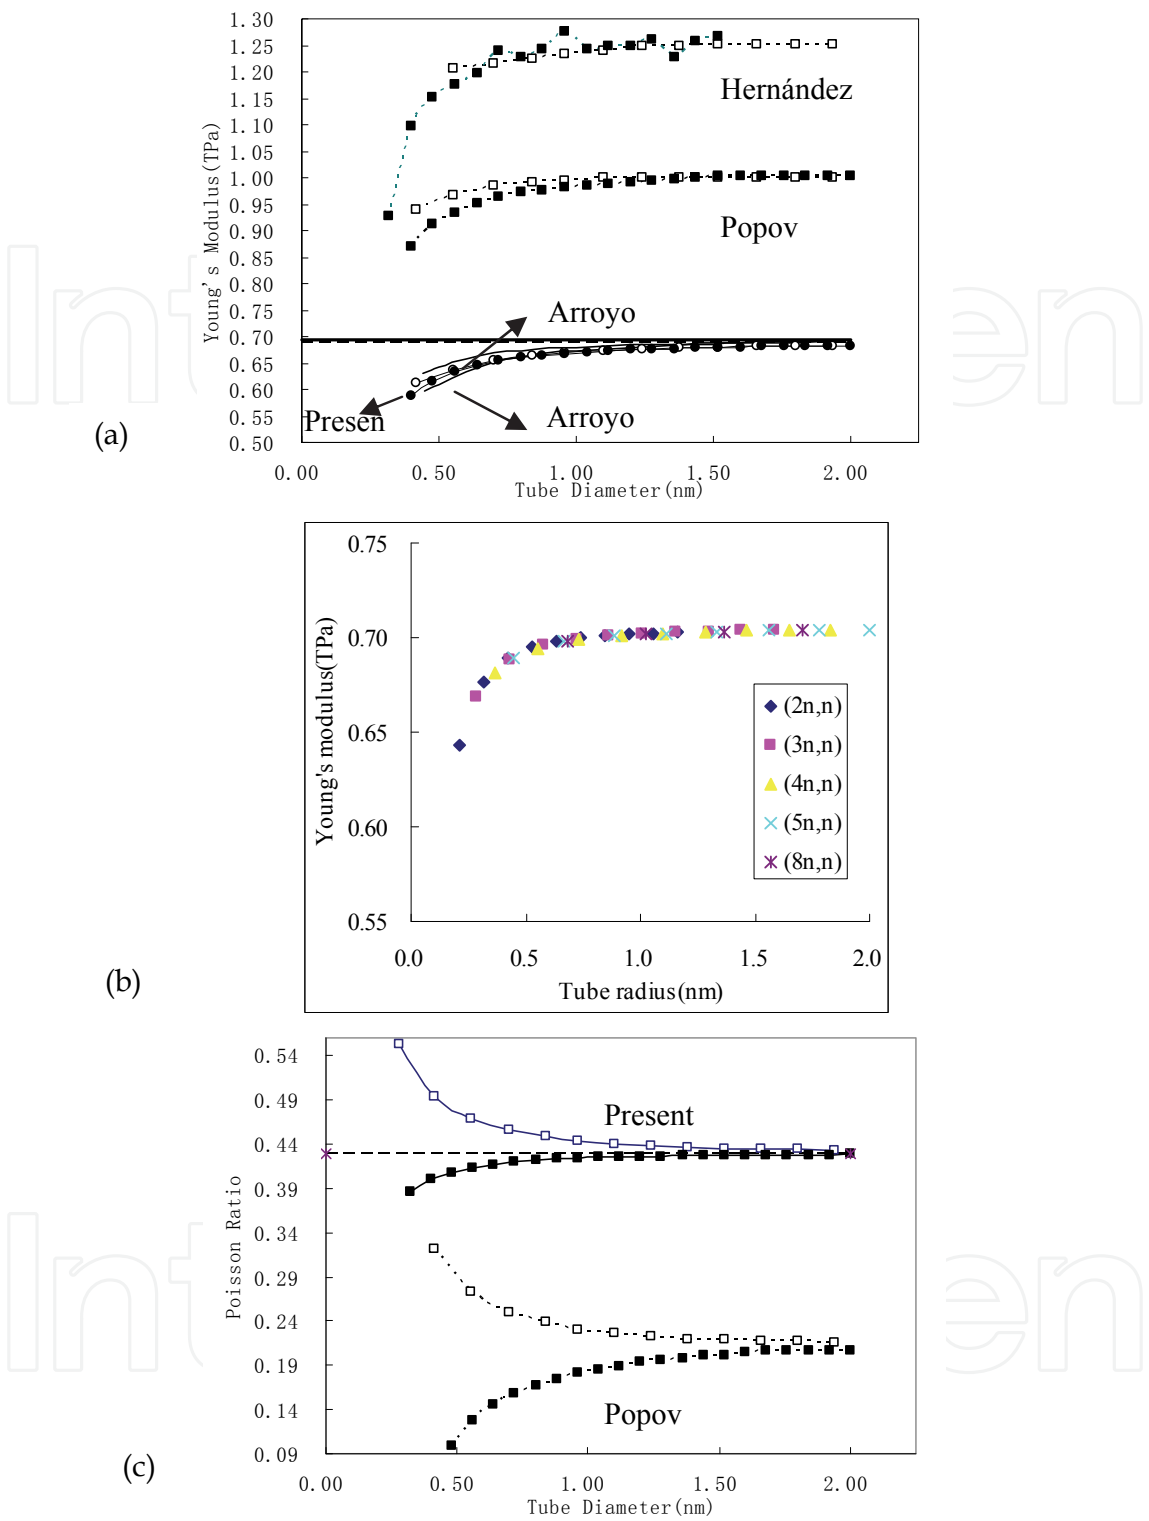 1.30
1.25
1.20
1.15
1.10
1.05
1.00
0.95
0.90
0.85
0.80
0.75
0.70
0.65
0.60
0.55
0.50
Young's Modulus(TPa)
Hernández
Popov
Arroyo
Presen
Arroyo
(a)
0.00 0.50 1.00 1.50 2.00
Tube Diameter(nm)
0.75
0.70
0.65
0.60
0.55
Young's modulus(TPa)
(2n,n)
(3n,n)
(4n,n)
(5n,n)
(8n,n)
0.0 0.5 1.0 1.5 2.0
Tube radius(nm)
(b)
0.54
0.49
0.44
0.39
0.34
0.29
0.24
0.19
0.14
0.09
Poisson Ratio
Present
Popov
(c)
0.00 0.50 1.00 1.50 2.00
Tube Diameter(nm)